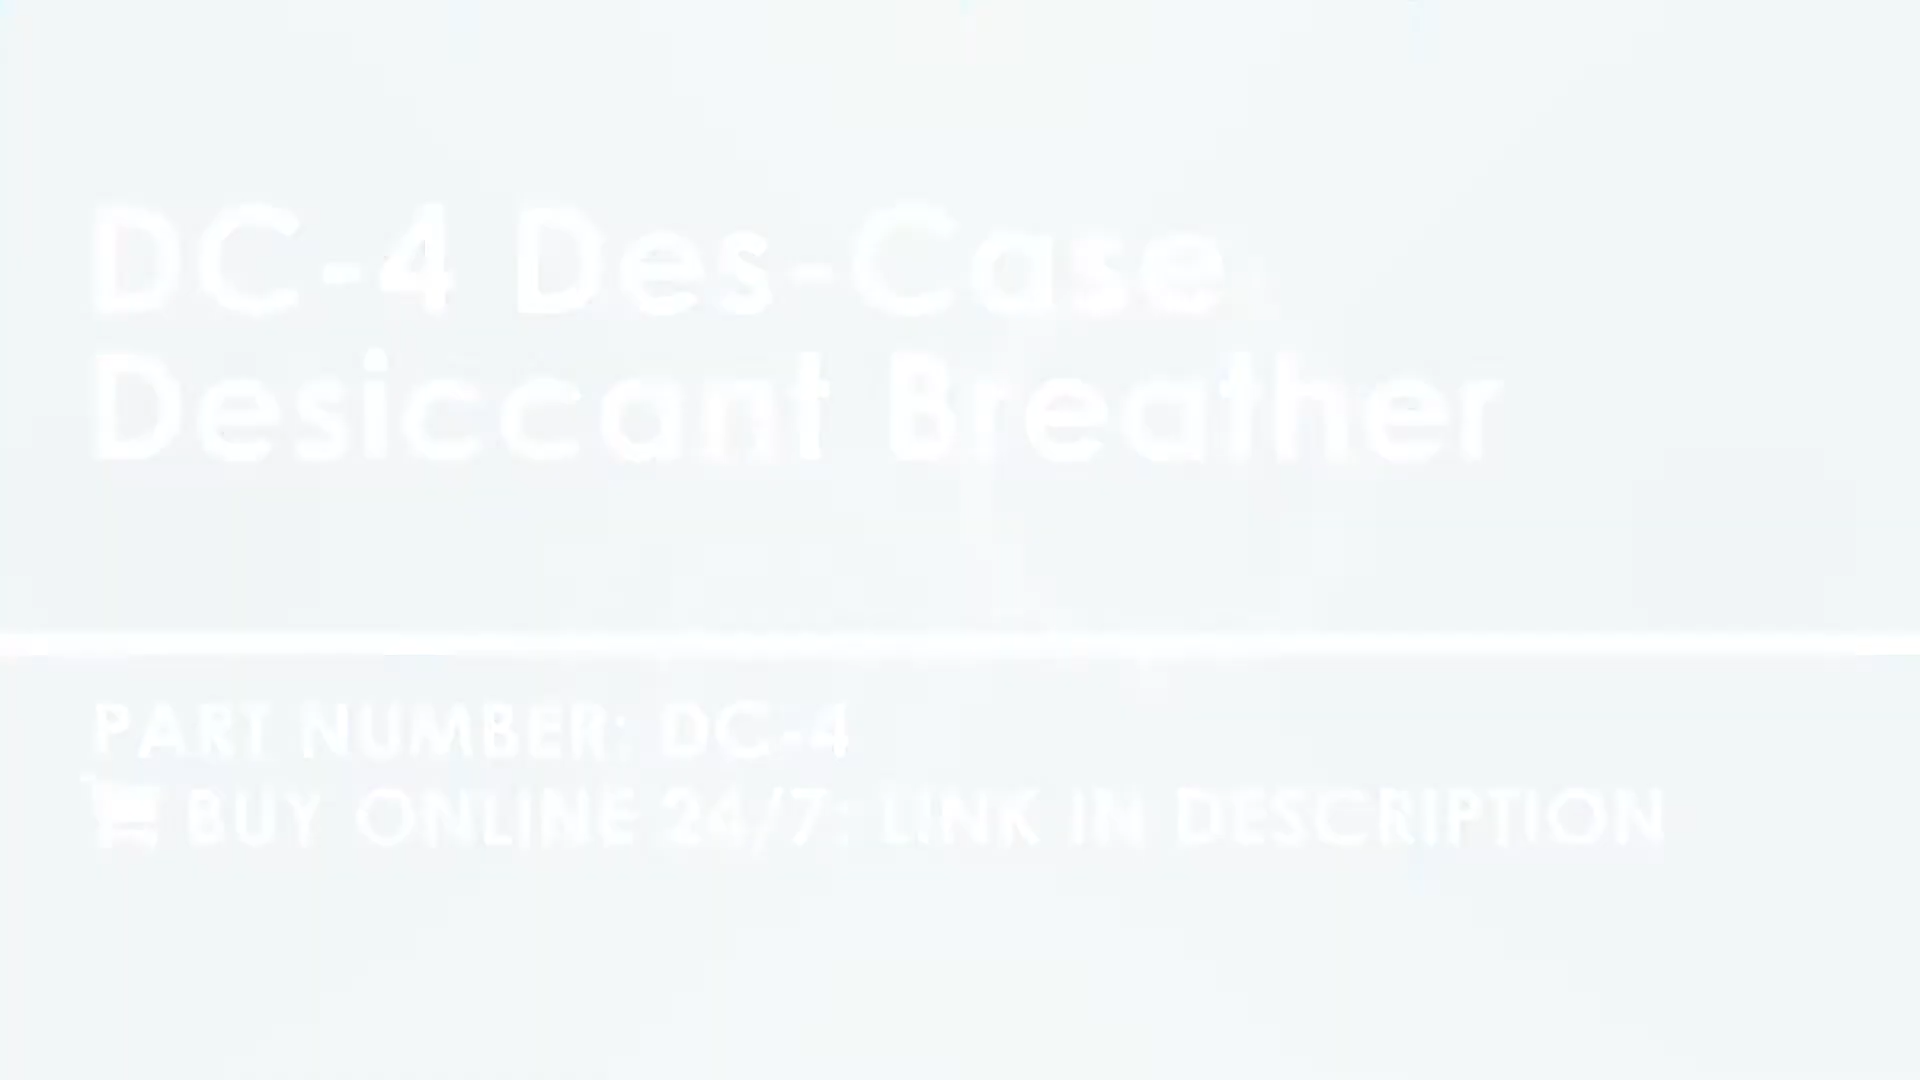 DC-4 Des-Case
Desiccant Breather
PART NUMBER: DC-4
BUY ONLINE 24/7: LINK IN DESCRIPTION